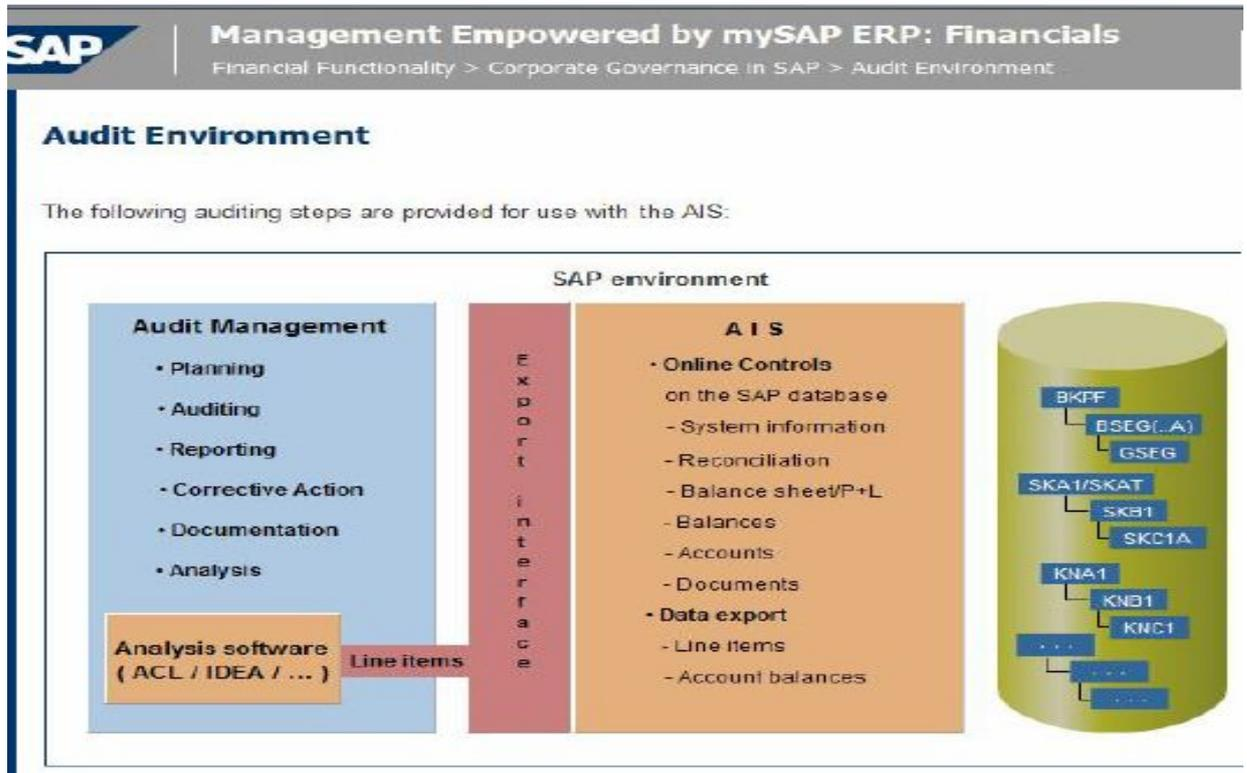 SAP
Management Empowered by mySAP ERP: Financials
Financial Functionality > Corporate Governance in SAP > Audit Environment
Audit Environment
The following auditing steps are provided for use with the AIS:
SAP environment
Audit Management
• Planning
• Auditing
• Reporting
• Corrective Action
• Documentation
• Analysis
Analysis software
( ACL / IDEA / ... )
Line items
Export interface
A I S
• Online Controls
on the SAP database
- System information
- Reconciliation
- Balance sheet/P+L
- Balances
- Accounts
- Documents
• Data export
- Line items
- Account balances
BKPF
BSEG(..A)
GSEG
SKA1/SKAT
SKB1
SKC1A
KNA1
KNB1
KNC1
. . .
. . .
. . .